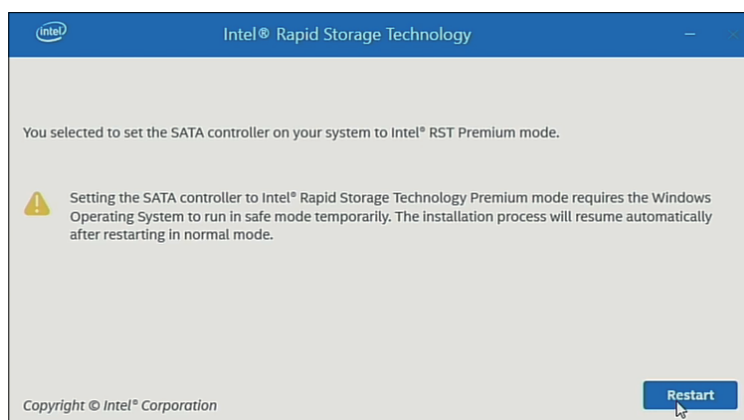 intel
Intel® Rapid Storage Technology
You selected to set the SATA controller on your system to Intel® RST Premium mode.
Setting the SATA controller to Intel® Rapid Storage Technology Premium mode requires the Windows
Operating System to run in safe mode temporarily. The installation process will resume automatically
after restarting in normal mode.
Copyright © Intel® Corporation
Restart